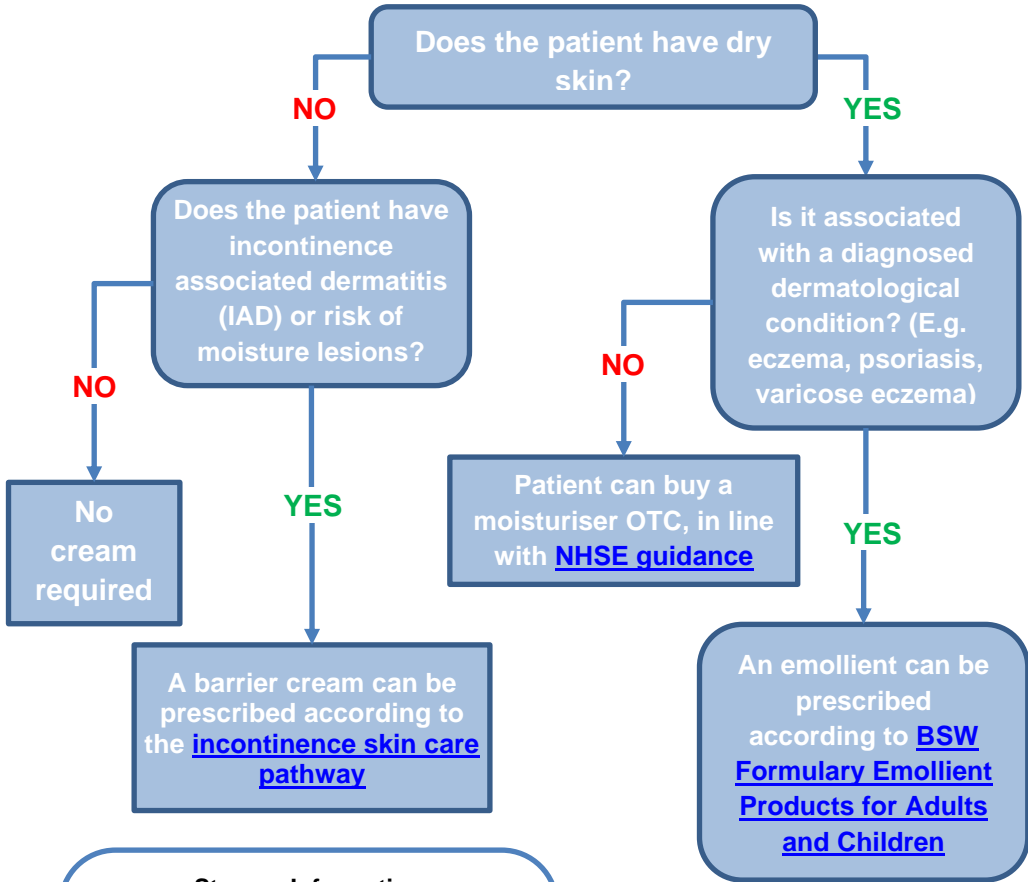 Does the patient have dry
skin?
NO
YES
Does the patient have
incontinence
associated dermatitis
(IAD) or risk of
moisture lesions?
Is it associated
with a diagnosed
dermatological
condition? (E.g.
eczema, psoriasis,
varicose eczema)
NO
NO
YES
YES
No
cream
required
Patient can buy a
moisturiser OTC, in line
with NHSE guidance
A barrier cream can be
prescribed according to
the incontinence skin care
pathway
An emollient can be
prescribed
according to BSW
Formulary Emollient
Products for Adults
and Children